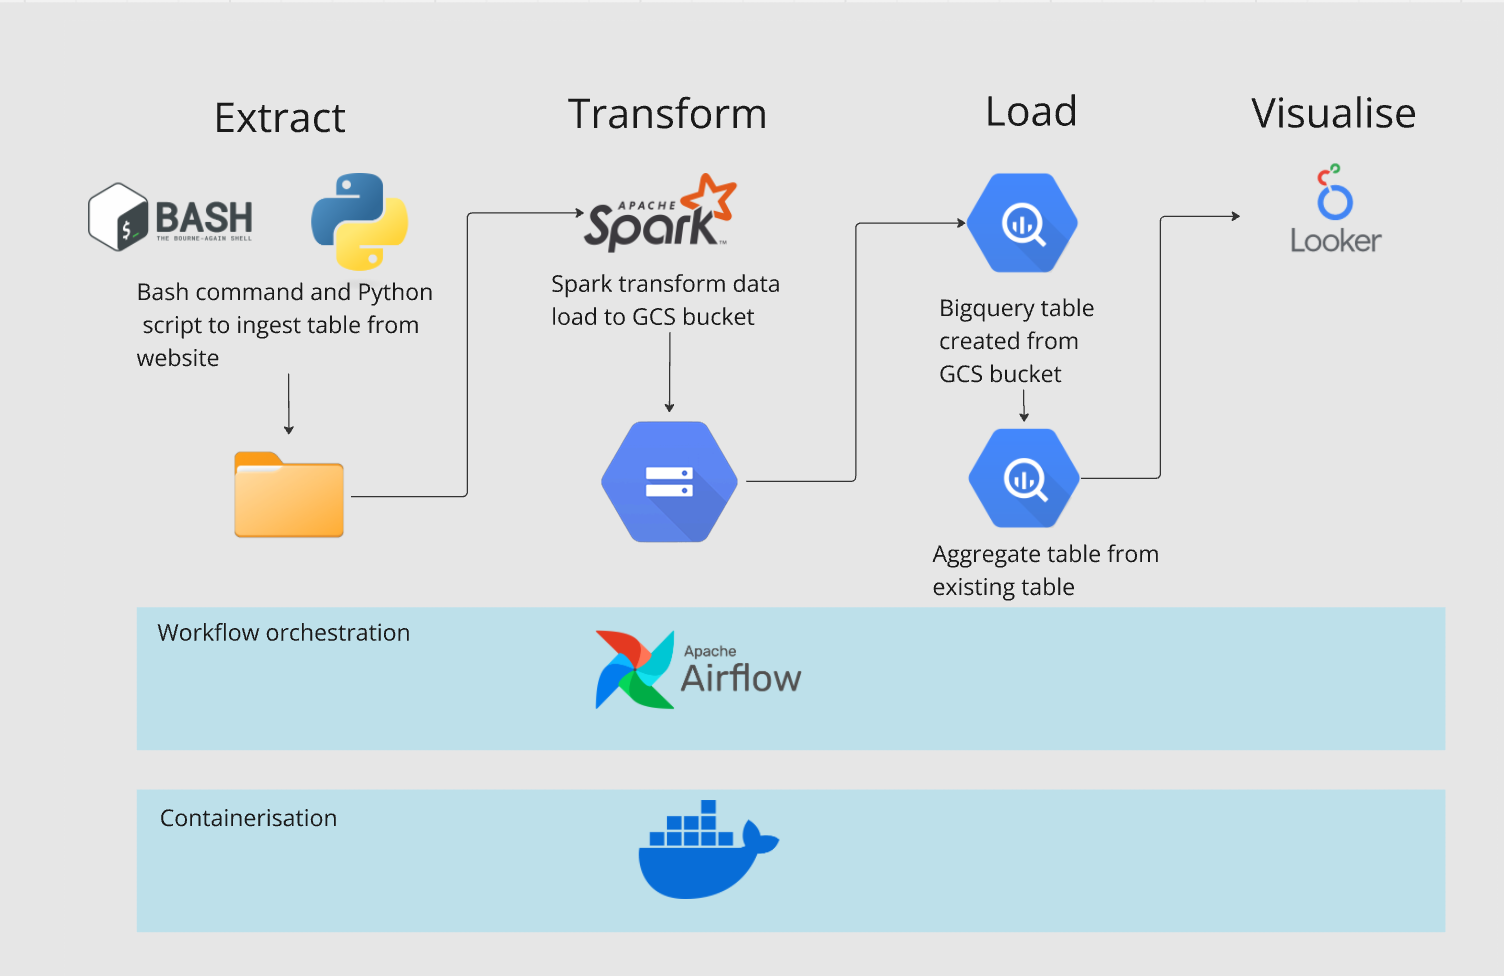 Extract
Transform
Load
Visualise
$_
BASH
THE BOURNE-AGAIN SHELL
APACHE
Spark™
Looker
Bash command and Python
script to ingest table from
website
Spark transform data
load to GCS bucket
Bigquery table
created from
GCS bucket
Aggregate table from
existing table
Workflow orchestration
Apache
Airflow
Containerisation